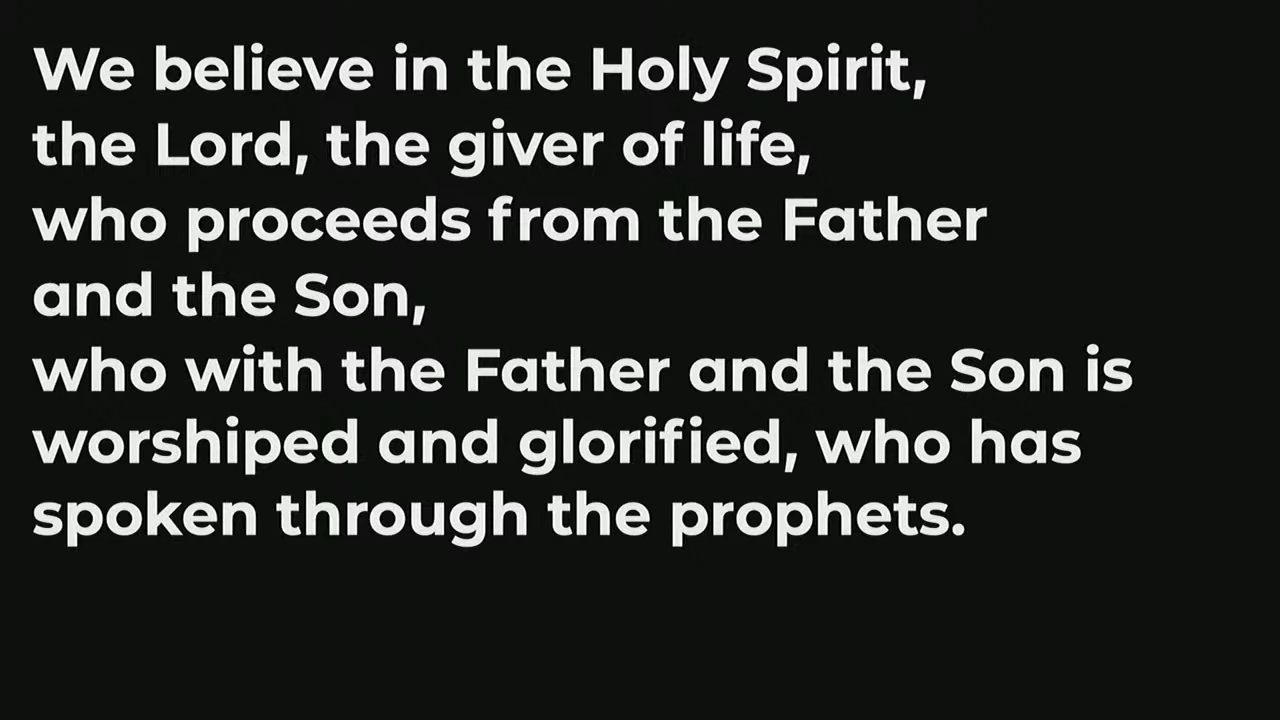 We believe in the Holy Spirit,
the Lord, the giver of life,
who proceeds from the Father
and the Son,
who with the Father and the Son is
worshiped and glorified, who has
spoken through the prophets.